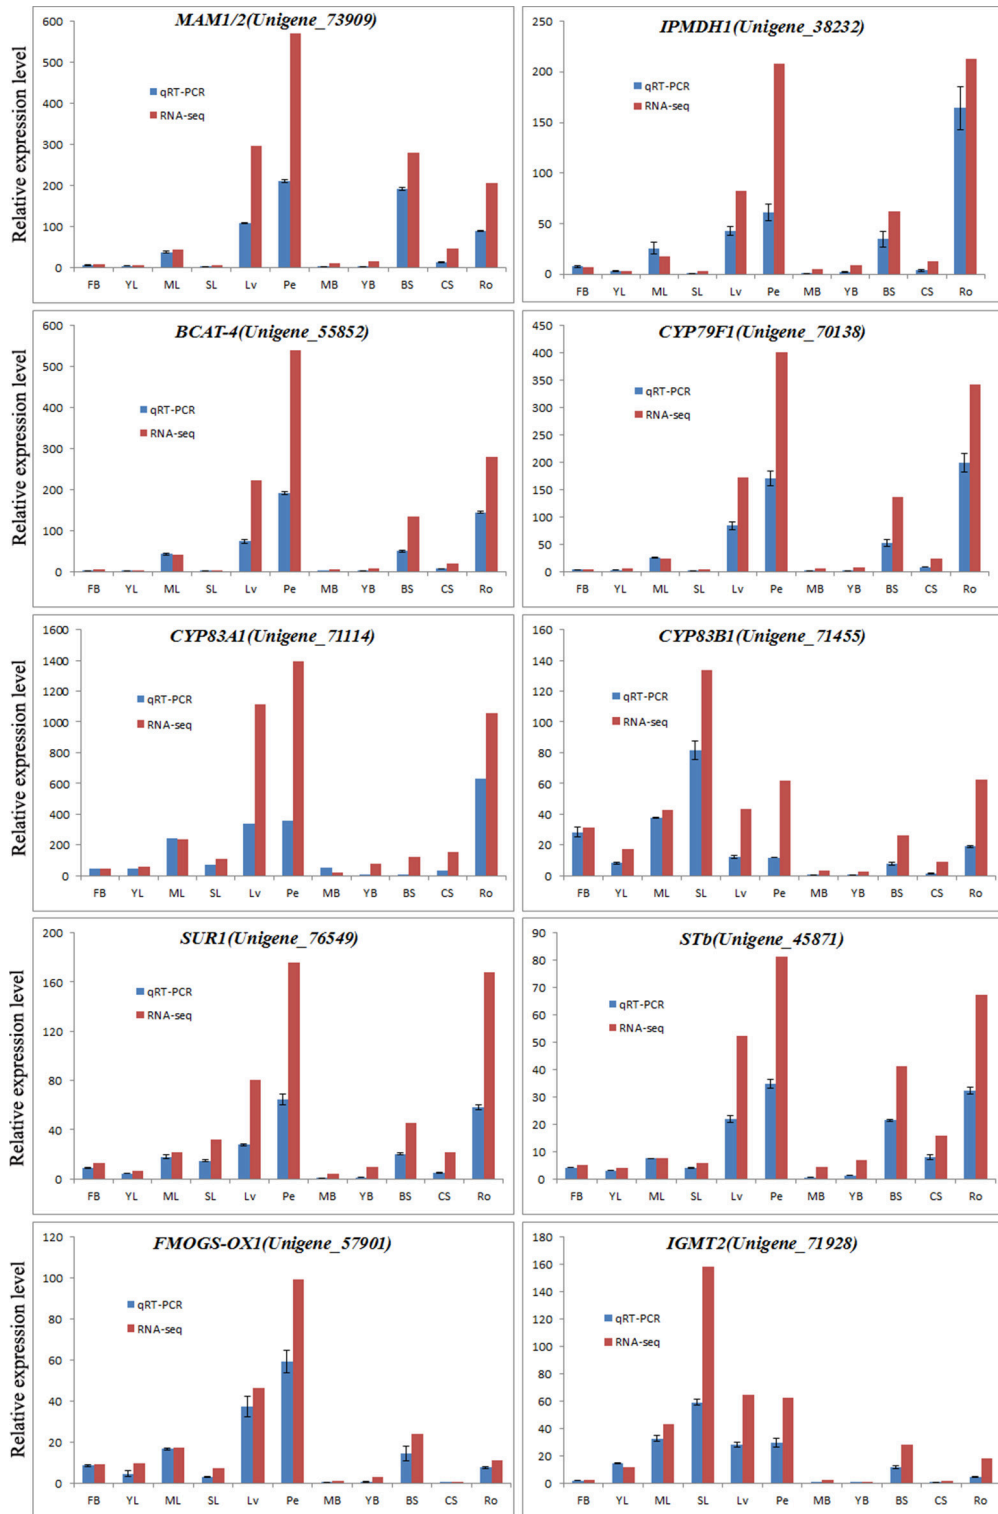 MAM1/2(Unigene_73909)
Relative expression level
600
500
400
300
200
100
0
qRT-PCR
RNA-seq
FB YL ML SL Lv Pe MB YB BS CS Ro
IPMDH1(Unigene_38232)
250
200
150
100
50
0
qRT-PCR
RNA-seq
FB YL ML SL Lv Pe MB YB BS CS Ro
BCAT-4(Unigene_55852)
Relative expression level
600
500
400
300
200
100
0
qRT-PCR
RNA-seq
FB YL ML SL Lv Pe MB YB BS CS Ro
CYP79F1(Unigene_70138)
450
400
350
300
250
200
150
100
50
0
qRT-PCR
RNA-seq
FB YL ML SL Lv Pe MB YB BS CS Ro
CYP83A1(Unigene_71114)
Relative expression level
1600
1400
1200
1000
800
600
400
200
0
qRT-PCR
RNA-seq
FB YL ML SL Lv Pe MB YB BS CS Ro
CYP83B1(Unigene_71455)
160
140
120
100
80
60
40
20
0
qRT-PCR
RNA-seq
FB YL ML SL Lv Pe MB YB BS CS Ro
SUR1(Unigene_76549)
Relative expression level
200
160
120
80
40
0
qRT-PCR
RNA-seq
FB YL ML SL Lv Pe MB YB BS CS Ro
STb(Unigene_45871)
90
80
70
60
50
40
30
20
10
0
qRT-PCR
RNA-seq
FB YL ML SL Lv Pe MB YB BS CS Ro
FMOGS-OX1(Unigene_57901)
Relative expression level
120
100
80
60
40
20
0
qRT-PCR
RNA-seq
FB YL ML SL Lv Pe MB YB BS CS Ro
IGMT2(Unigene_71928)
180
160
140
120
100
80
60
40
20
0
qRT-PCR
RNA-seq
FB YL ML SL Lv Pe MB YB BS CS Ro